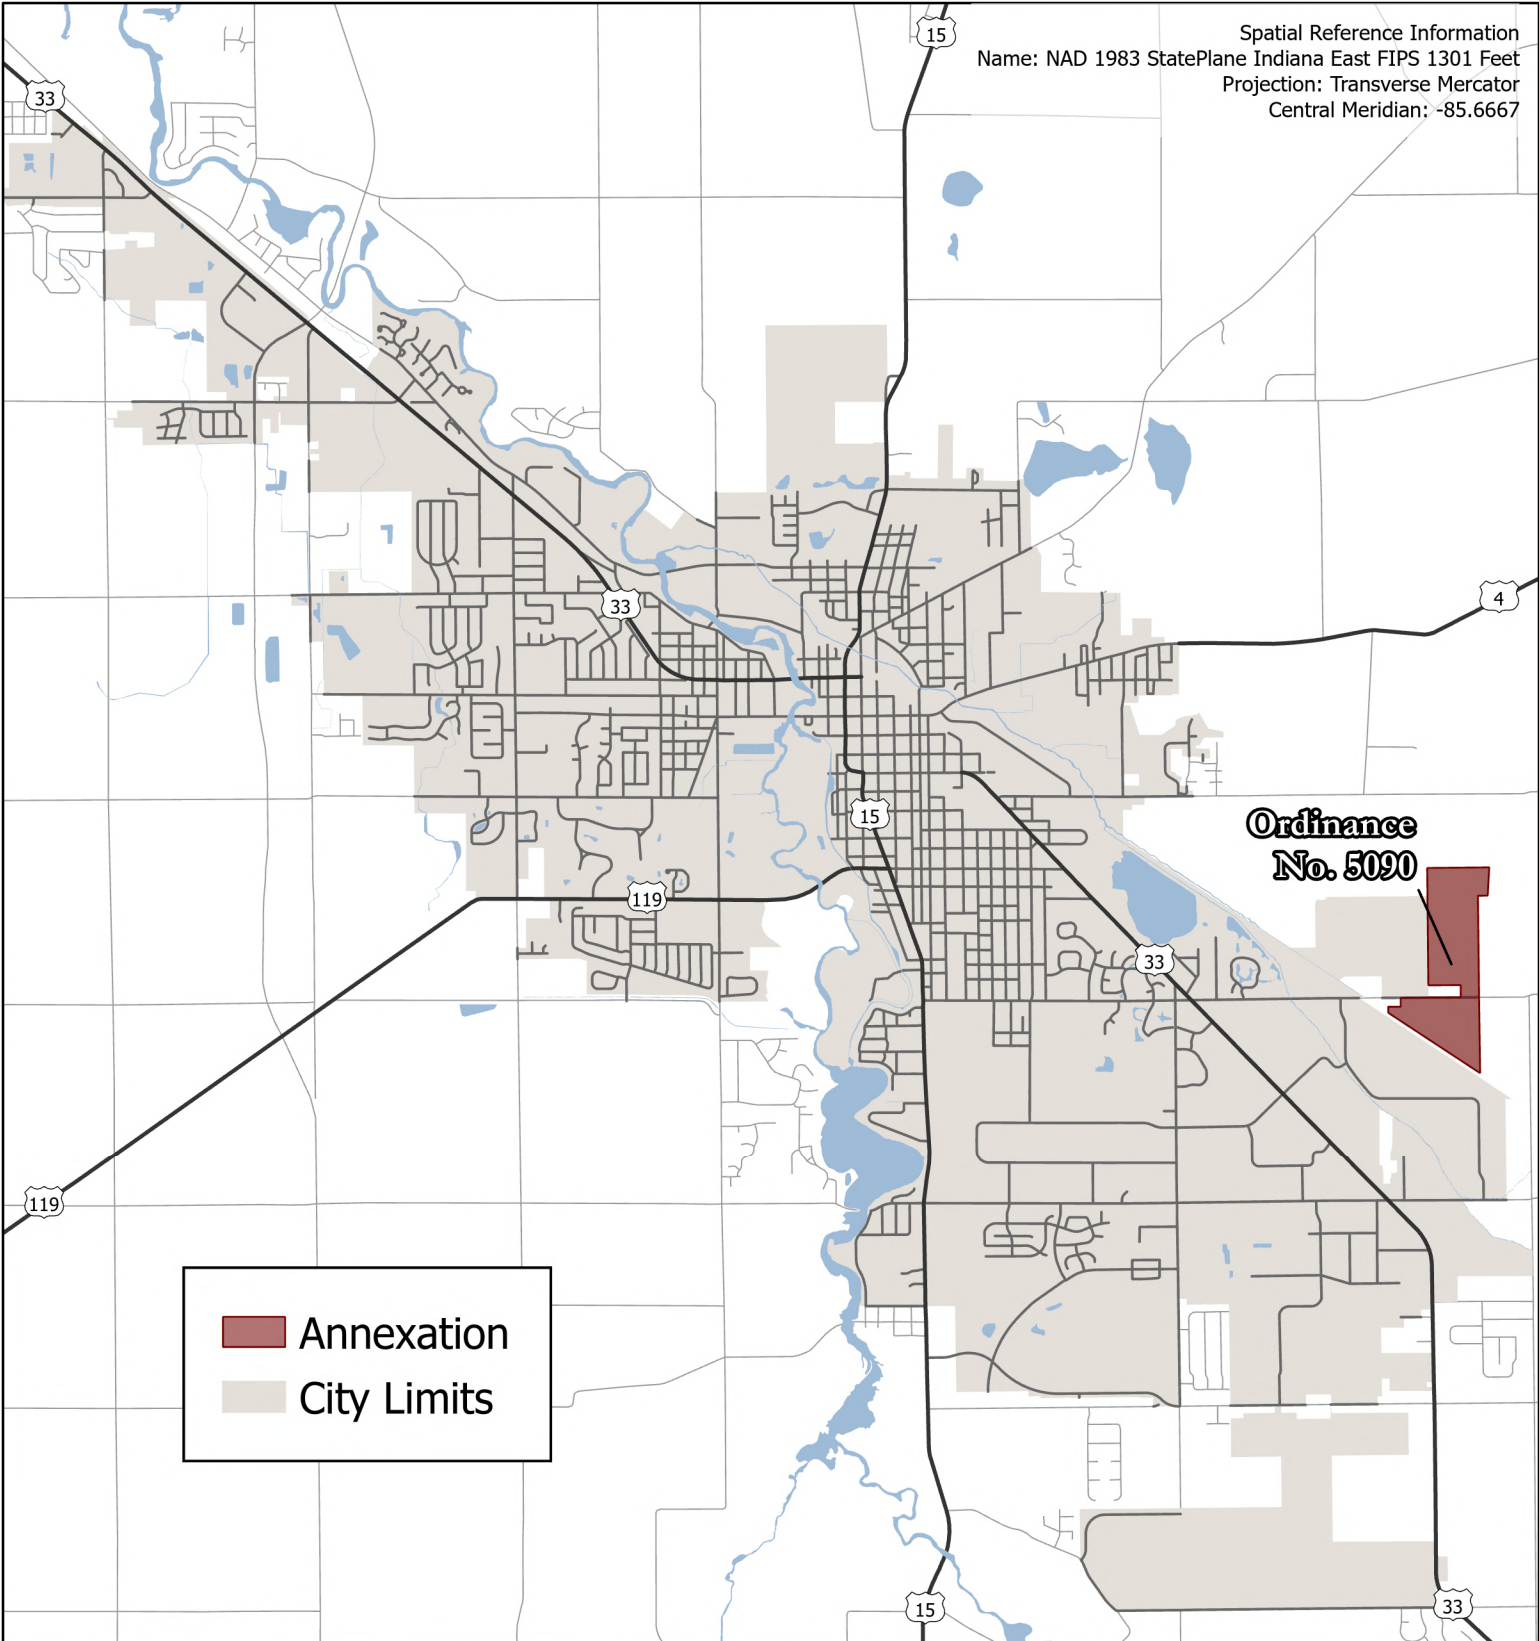 15
Spatial Reference Information
Name: NAD 1983 StatePlane Indiana East FIPS 1301 Feet
Projection: Transverse Mercator
Central Meridian: -85.6667
33
4
33
15
Ordinance
No. 5090
119
33
119
Annexation
City Limits
15
33